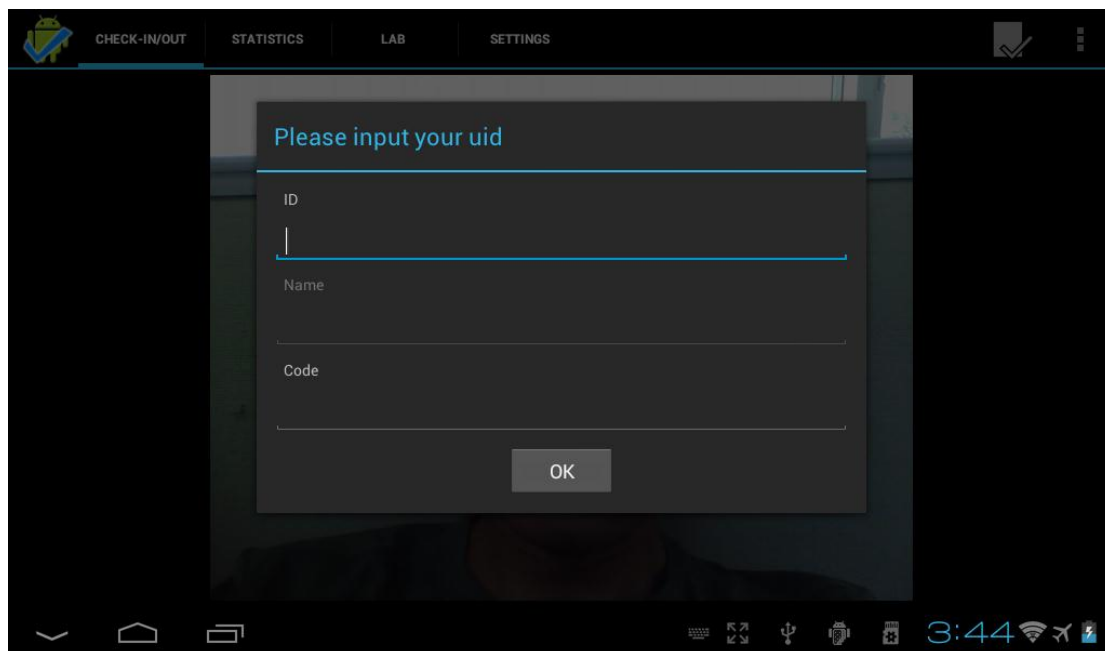 CHECK-IN/OUT STATISTICS LAB SETTINGS
Please input your uid
ID
Name
Code
OK
3:44